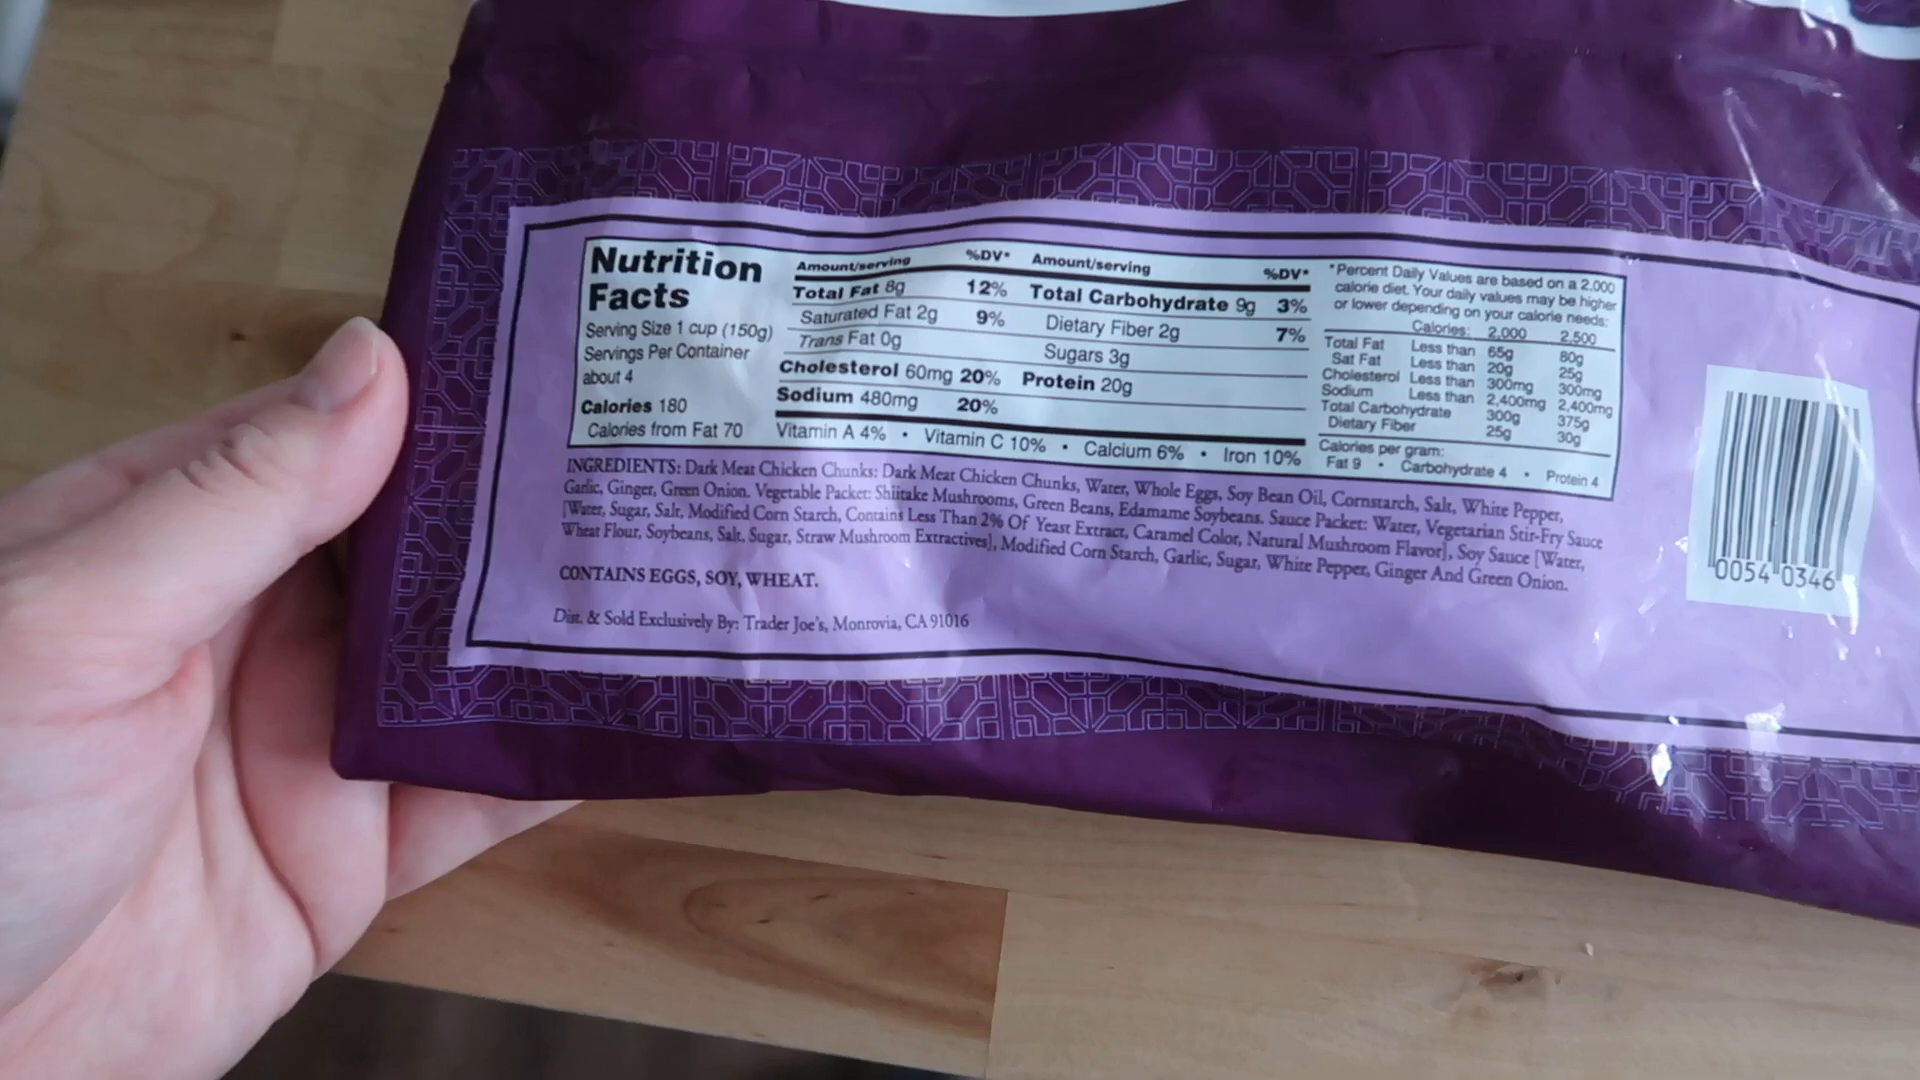 Nutrition
Facts
Serving Size 1 cup (150g)
Servings Per Container
about 4
Calories 180
Calories from Fat 70
Amount/serving %DV*
Total Fat 8g 12%
Saturated Fat 2g 9%
Trans Fat 0g
Cholesterol 60mg 20%
Sodium 480mg 20%
Amount/serving %DV*
Total Carbohydrate 9g 3%
Dietary Fiber 2g 7%
Sugars 3g
Protein 20g
Vitamin A 4% • Vitamin C 10% • Calcium 6% • Iron 10%
*Percent Daily Values are based on a 2,000
calorie diet. Your daily values may be higher
or lower depending on your calorie needs:
Calories: 2,000 2,500
Total Fat Less than 65g 80g
Sat Fat Less than 20g 25g
Cholesterol Less than 300mg 300mg
Sodium Less than 2,400mg 2,400mg
Total Carbohydrate 300g 375g
Dietary Fiber 25g 30g
Calories per gram:
Fat 9 • Carbohydrate 4 • Protein 4
INGREDIENTS: Dark Meat Chicken Chunks: Dark Meat Chicken Chunks, Water, Whole Eggs, Soy Bean Oil, Cornstarch, Salt, White Pepper,
Garlic, Ginger, Green Onion. Vegetable Packet: Shiitake Mushrooms, Green Beans, Edamame Soybeans. Sauce Packet: Water, Vegetarian Stir-Fry Sauce
[Water, Sugar, Salt, Modified Corn Starch, Contains Less Than 2% Of Yeast Extract, Caramel Color, Natural Mushroom Flavor], Soy Sauce [Water,
Wheat Flour, Soybeans, Salt, Sugar, Straw Mushroom Extractives], Modified Corn Starch, Garlic, Sugar, White Pepper, Ginger And Green Onion.
CONTAINS EGGS, SOY, WHEAT.
Dist. & Sold Exclusively By: Trader Joe's, Monrovia, CA 91016
0054 0346